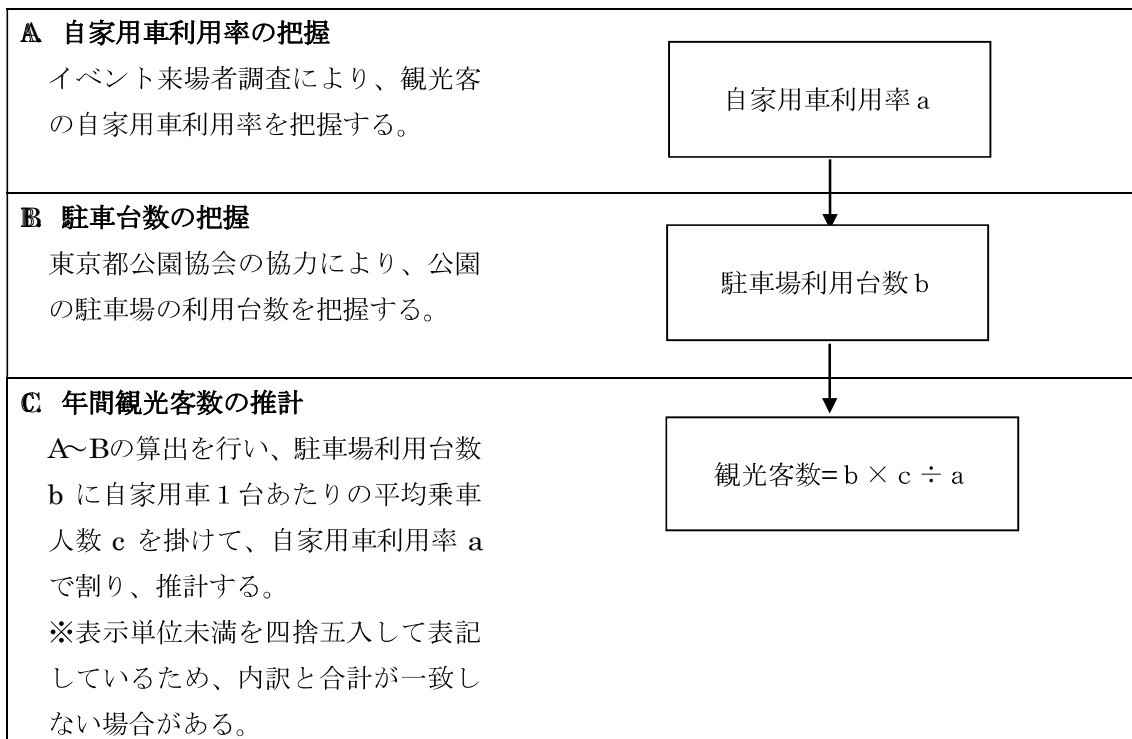 A. 自家用車利用率の把握
イベント来場者調査により、観光客
の自家用車利用率を把握する。
自家用車利用率 a
B. 駐車台数の把握
東京都公園協会の協力により、公園
の駐車場の利用台数を把握する。
駐車場利用台数 b
C. 年間観光客数の推計
A~Bの算出を行い、駐車場利用台数
b に自家用車１台あたりの平均乗車
人数 c を掛けて、自家用車利用率 a
で割り、推計する。
※表示単位未満を四捨五入して表記
しているため、内訳と合計が一致し
ない場合がある。
観光客数= b × c ÷ a